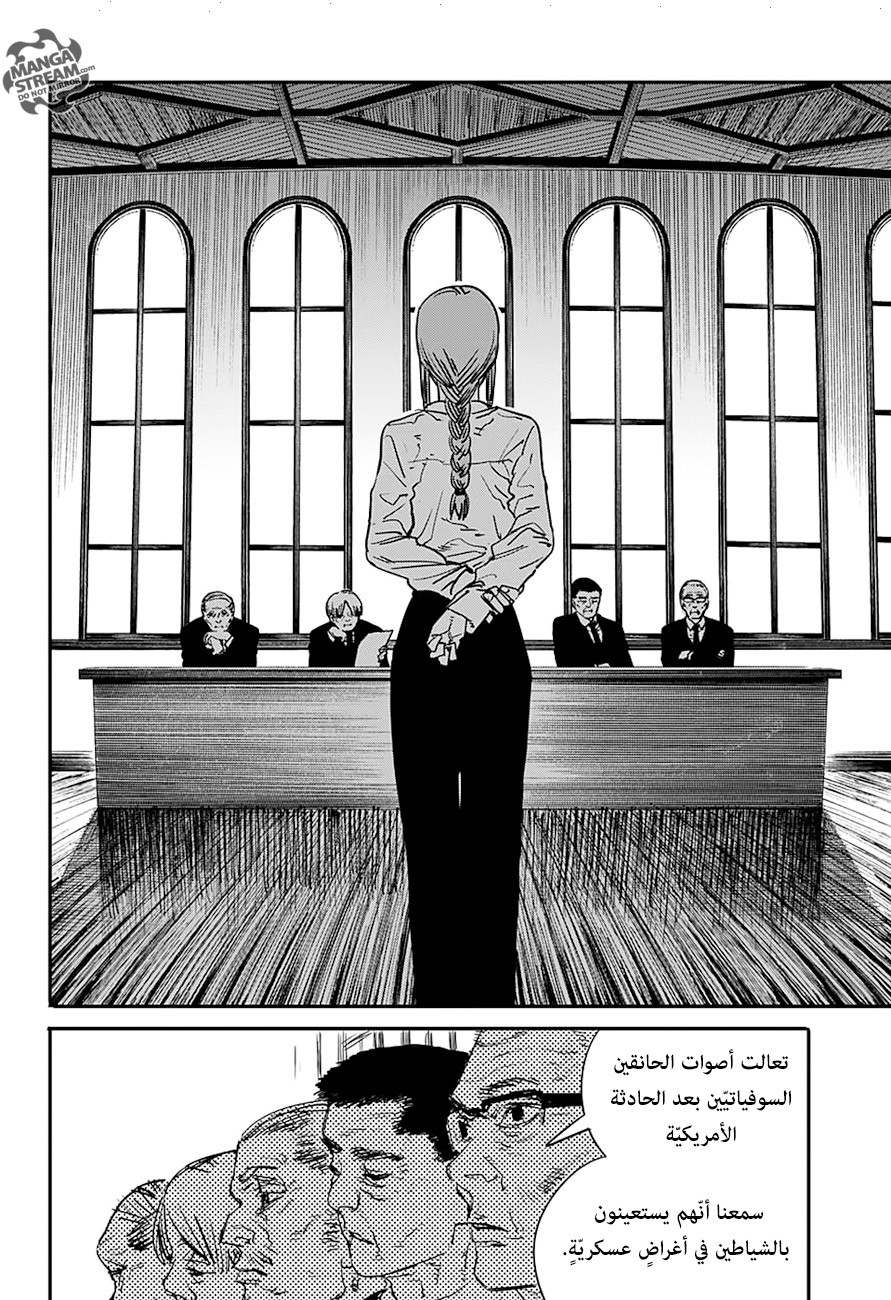 MANGA
STREAM.com
DO NOT MIRROR
تعالت أصوات الحانقين
السوفياتيّين بعد الحادثة
الأمريكيّة
سمعنا أنّهم يستعينون
بالشياطين في أغراضٍ عسكريّةٍ.